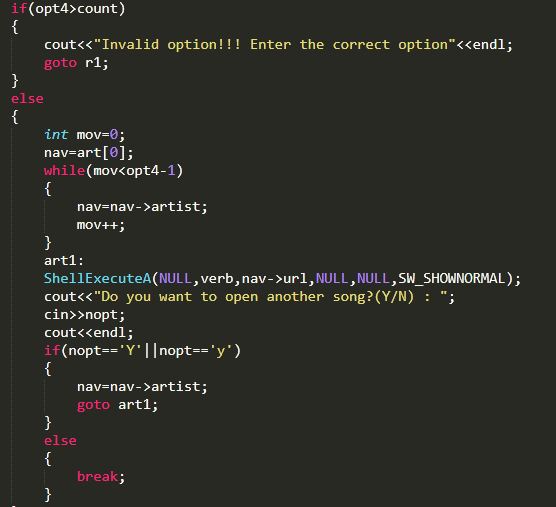 if(opt4>count)
{
cout<<"Invalid option!!! Enter the correct option"<<endl;
goto r1;
}
else
{
int mov=0;
nav=art[0];
while(mov<opt4-1)
{
nav=nav->artist;
mov++;
}
art1:
ShellExecuteA(NULL,verb,nav->url,NULL,NULL,SW_SHOWNORMAL);
cout<<"Do you want to open another song?(Y/N) : ";
cin>>nopt;
cout<<endl;
if(nopt=='Y'||nopt=='y')
{
nav=nav->artist;
goto art1;
}
else
{
break;
}